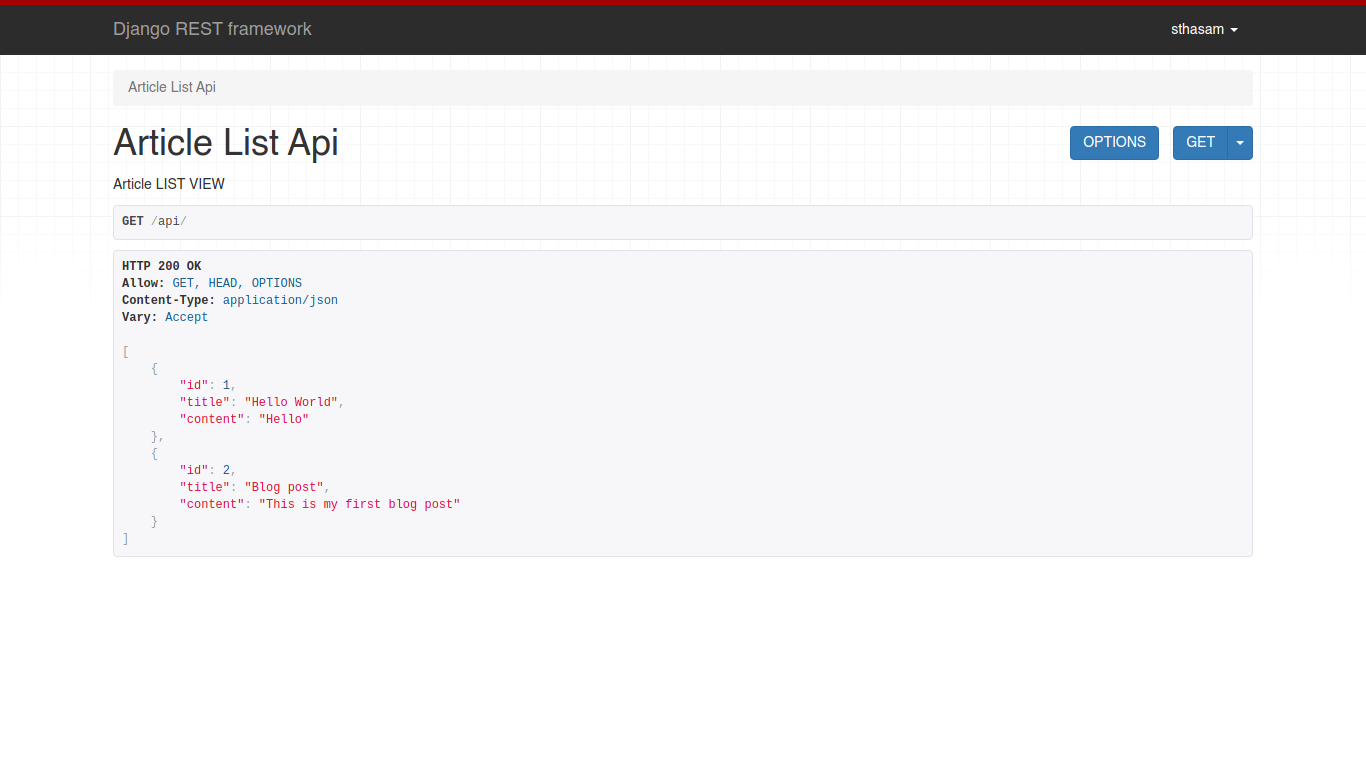 Django REST framework
sthasam
Article List Api
Article List Api
OPTIONS
GET
Article LIST VIEW
GET /api/
HTTP 200 OK
Allow: GET, HEAD, OPTIONS
Content-Type: application/json
Vary: Accept
[
    {
        "id": 1,
        "title": "Hello World",
        "content": "Hello"
    },
    {
        "id": 2,
        "title": "Blog post",
        "content": "This is my first blog post"
    }
]